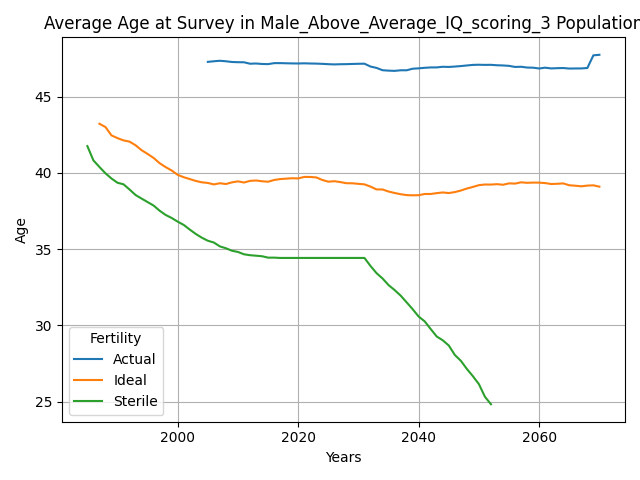 Average Age at Survey in Male_Above_Average_IQ_scoring_3 Population
Age
45
40
35
30
25
Fertility
Actual
Ideal
Sterile
2000 2020 2040 2060
Years